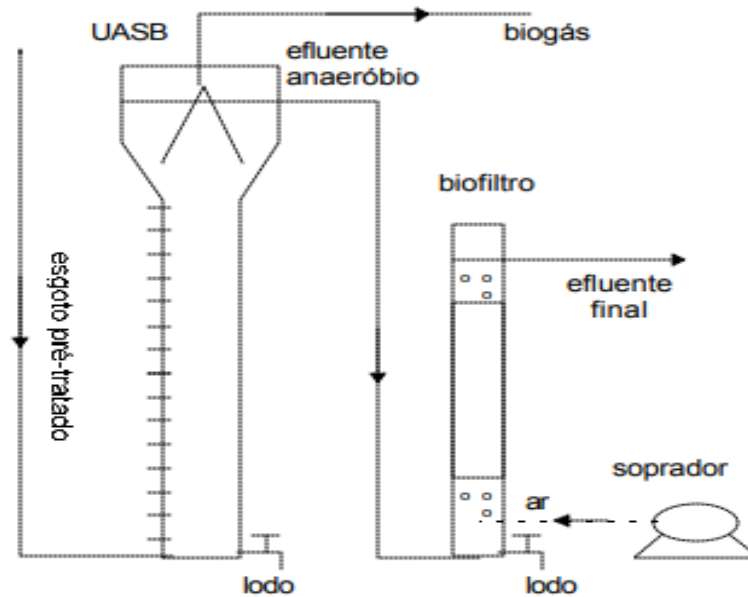 UASB
biogás
efluente
anaeróbio
biofiltro
esgoto pré-tratado
efluente
final
soprador
ar
lodo
lodo